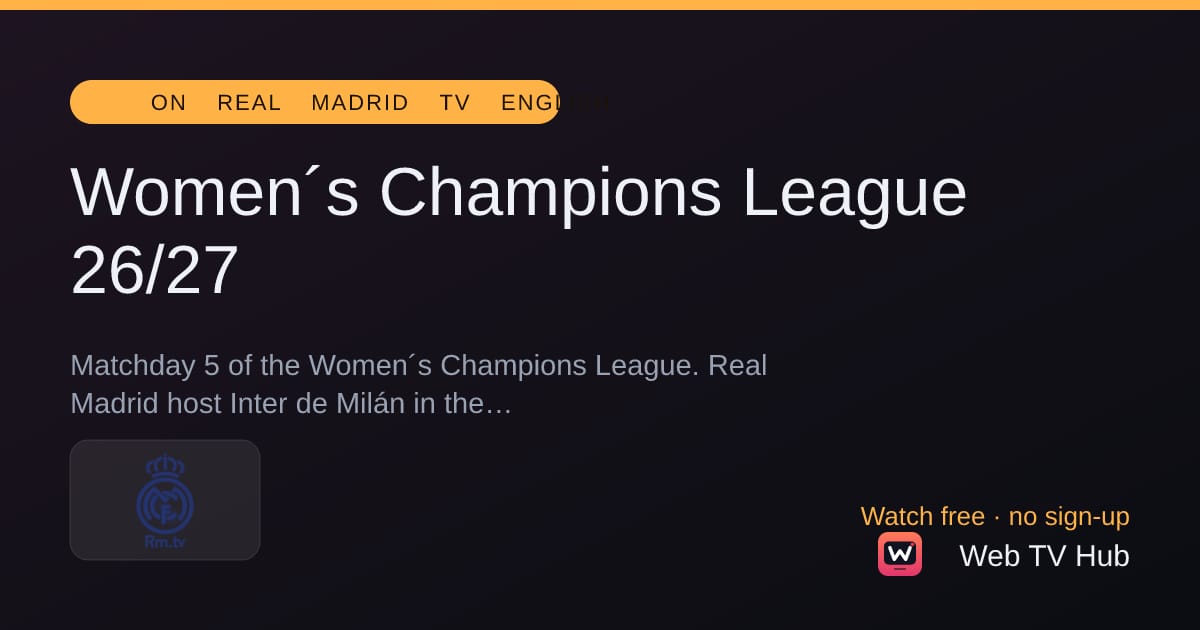 ON REAL MADRID TV ENGLISH
Women´s Champions League
26/27
Matchday 5 of the Women´s Champions League. Real
Madrid host Inter de Milán in the…
Rm.tv
Watch free · no sign-up
W
Web TV Hub